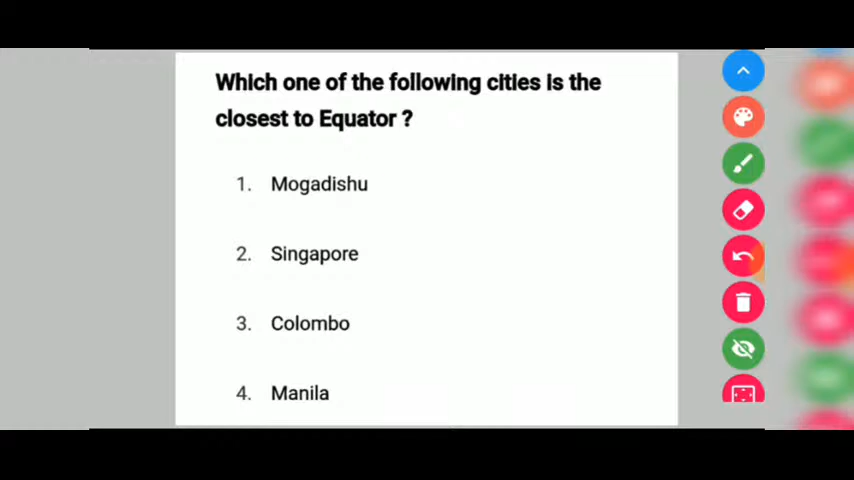 Which one of the following cities is the
closest to Equator ?
1. Mogadishu
2. Singapore
3. Colombo
4. Manila